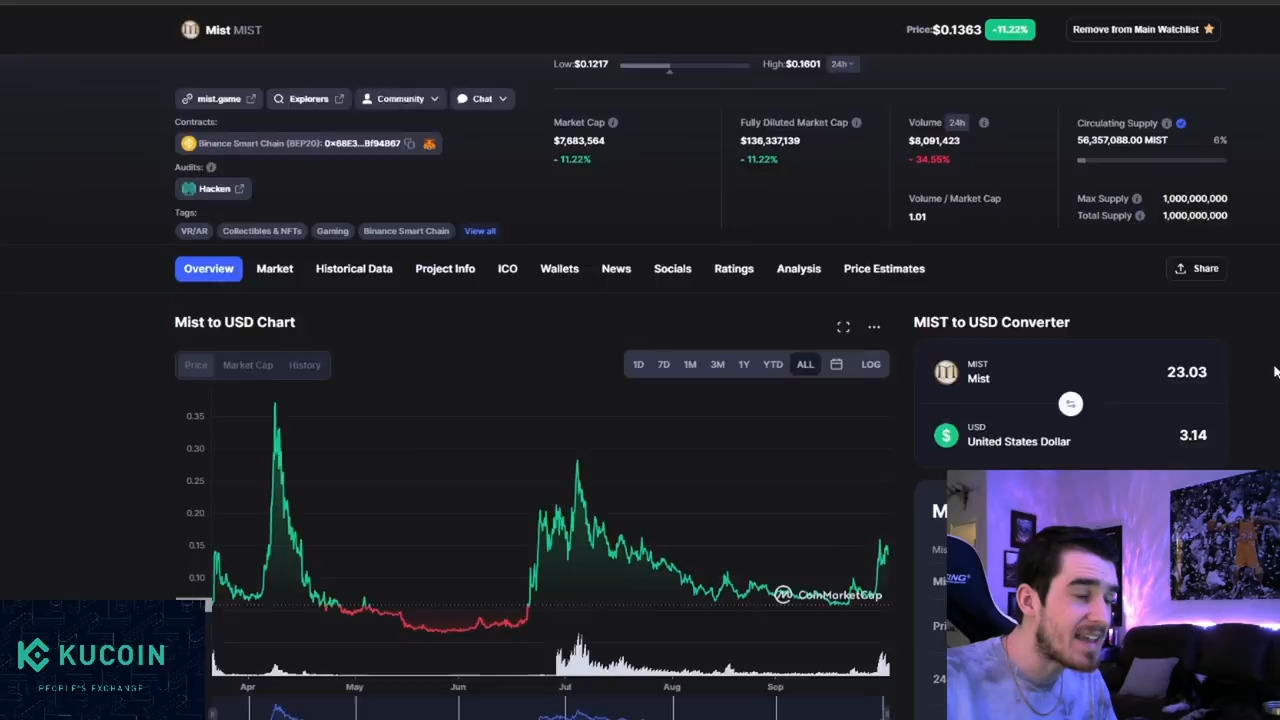 Mist MIST
Price: $0.1363 -11.22%
Remove from Main Watchlist
Low: $0.1217
High: $0.1601
24h
mist.game
Explorers
Community
Chat
Contracts:
Binance Smart Chain (BEP20): 0x68E3...Bf94867
Audits:
Hacken
Tags:
VR/AR
Collectibles & NFTs
Gaming
Binance Smart Chain
View all
Market Cap
$7,683,564
- 11.22%
Fully Diluted Market Cap
$136,337,139
- 11.22%
Volume 24h
$8,091,423
- 34.55%
Volume / Market Cap
1.01
Circulating Supply
56,357,088.00 MIST
6%
Max Supply 1,000,000,000
Total Supply 1,000,000,000
Overview
Market
Historical Data
Project Info
ICO
Wallets
News
Socials
Ratings
Analysis
Price Estimates
Share
Mist to USD Chart
Price
Market Cap
History
1D
7D
1M
3M
1Y
YTD
ALL
LOG
0.35
0.30
0.25
0.20
0.15
0.10
CoinMarketCap
Apr
May
Jun
Jul
Aug
Sep
MIST to USD Converter
MIST
Mist
23.03
USD
United States Dollar
3.14
KUCOIN
PEOPLE'S EXCHANGE